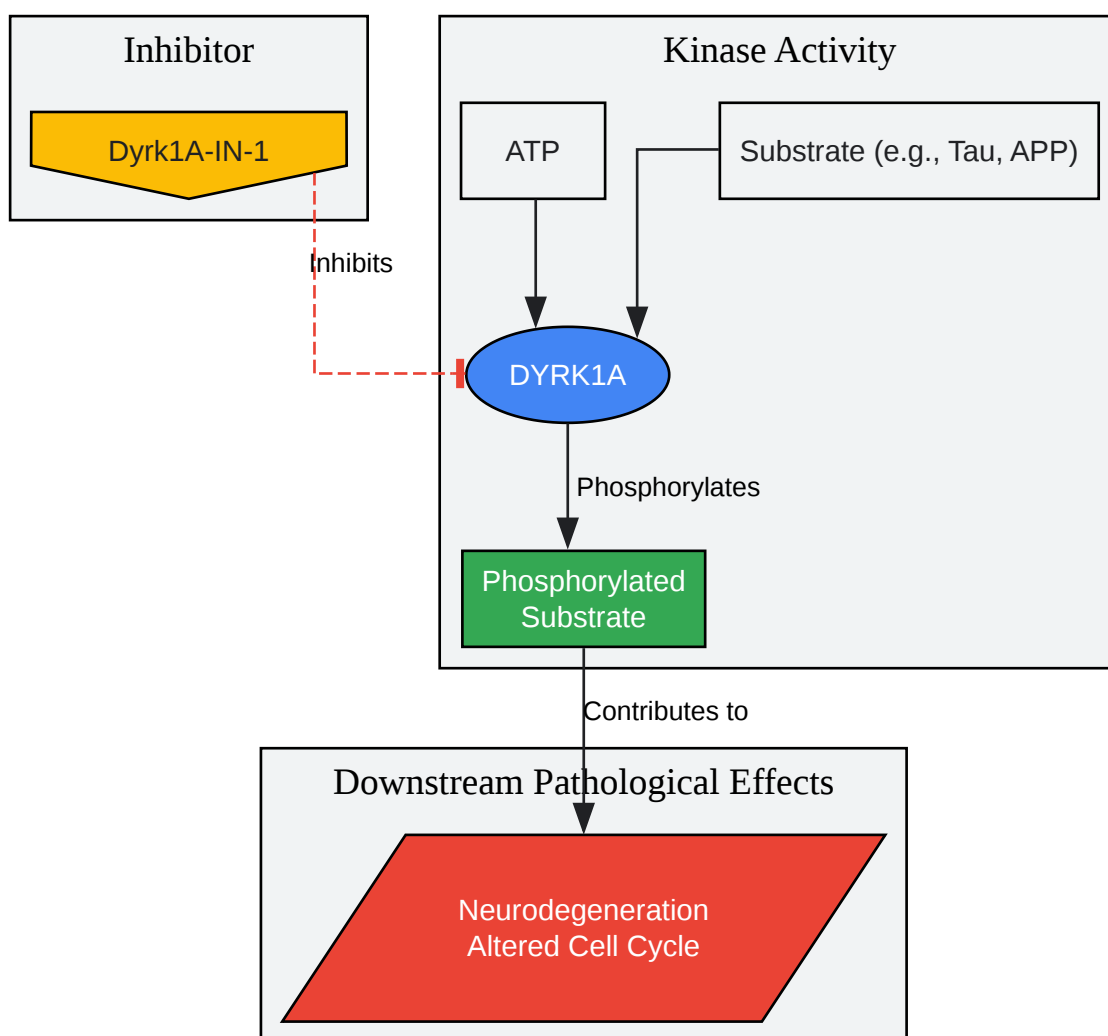 Inhibitor
Dyrk1A-IN-1
Inhibits
Kinase Activity
ATP
Substrate (e.g., Tau, APP)
DYRK1A
Phosphorylates
Phosphorylated
Substrate
Contributes to
Downstream Pathological Effects
Neurodegeneration
Altered Cell Cycle